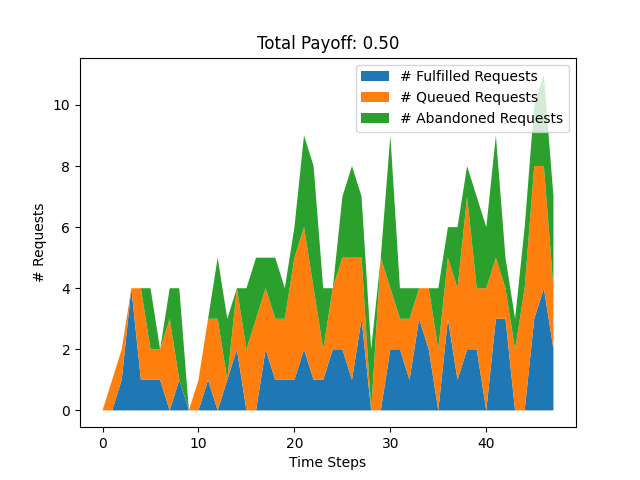 Total Payoff: 0.50
# Fulfilled Requests
# Queued Requests
# Abandoned Requests
10
8
6
4
2
0
# Requests
0 10 20 30 40
Time Steps